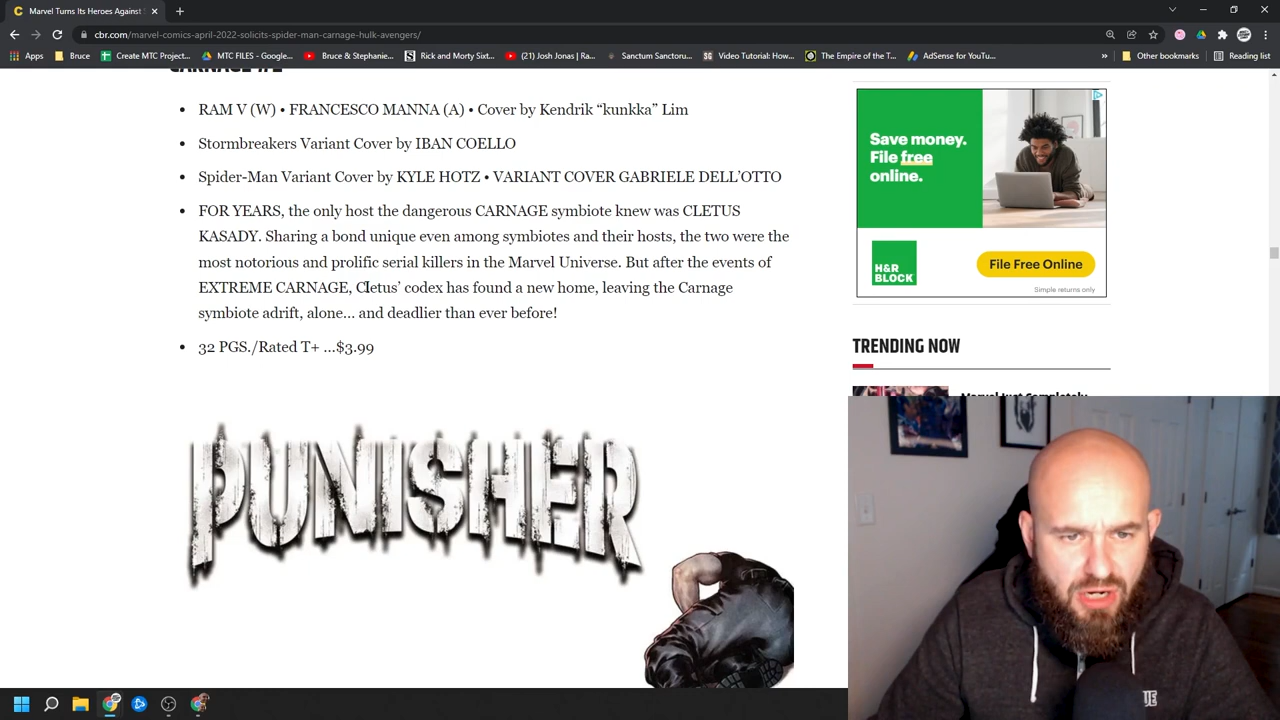 Marvel Turns Its Heroes Against
cbr.com/marvel-comics-april-2022-solicits-spider-man-carnage-hulk-avengers/
Apps
Bruce
Create MTC Project...
MTC FILES - Google...
Bruce & Stephanie...
Rick and Morty Sixt...
(21) Josh Jonas | Ra...
Sanctum Sanctoru...
Video Tutorial: How...
The Empire of the T...
AdSense for YouTu...
»
Other bookmarks
Reading list
CARNAGE #2
• RAM V (W) • FRANCESCO MANNA (A) • Cover by Kendrik “kunkka” Lim
• Stormbreakers Variant Cover by IBAN COELLO
• Spider-Man Variant Cover by KYLE HOTZ • VARIANT COVER GABRIELE DELL’OTTO
• FOR YEARS, the only host the dangerous CARNAGE symbiote knew was CLETUS
KASADY. Sharing a bond unique even among symbiotes and their hosts, the two were the
most notorious and prolific serial killers in the Marvel Universe. But after the events of
EXTREME CARNAGE, Cletus’ codex has found a new home, leaving the Carnage
symbiote adrift, alone… and deadlier than ever before!
• 32 PGS./Rated T+ …$3.99
PUNISHER
Save money.
File free
online.
H&R
BLOCK
File Free Online
Simple returns only
TRENDING NOW
Marvel Just Completely